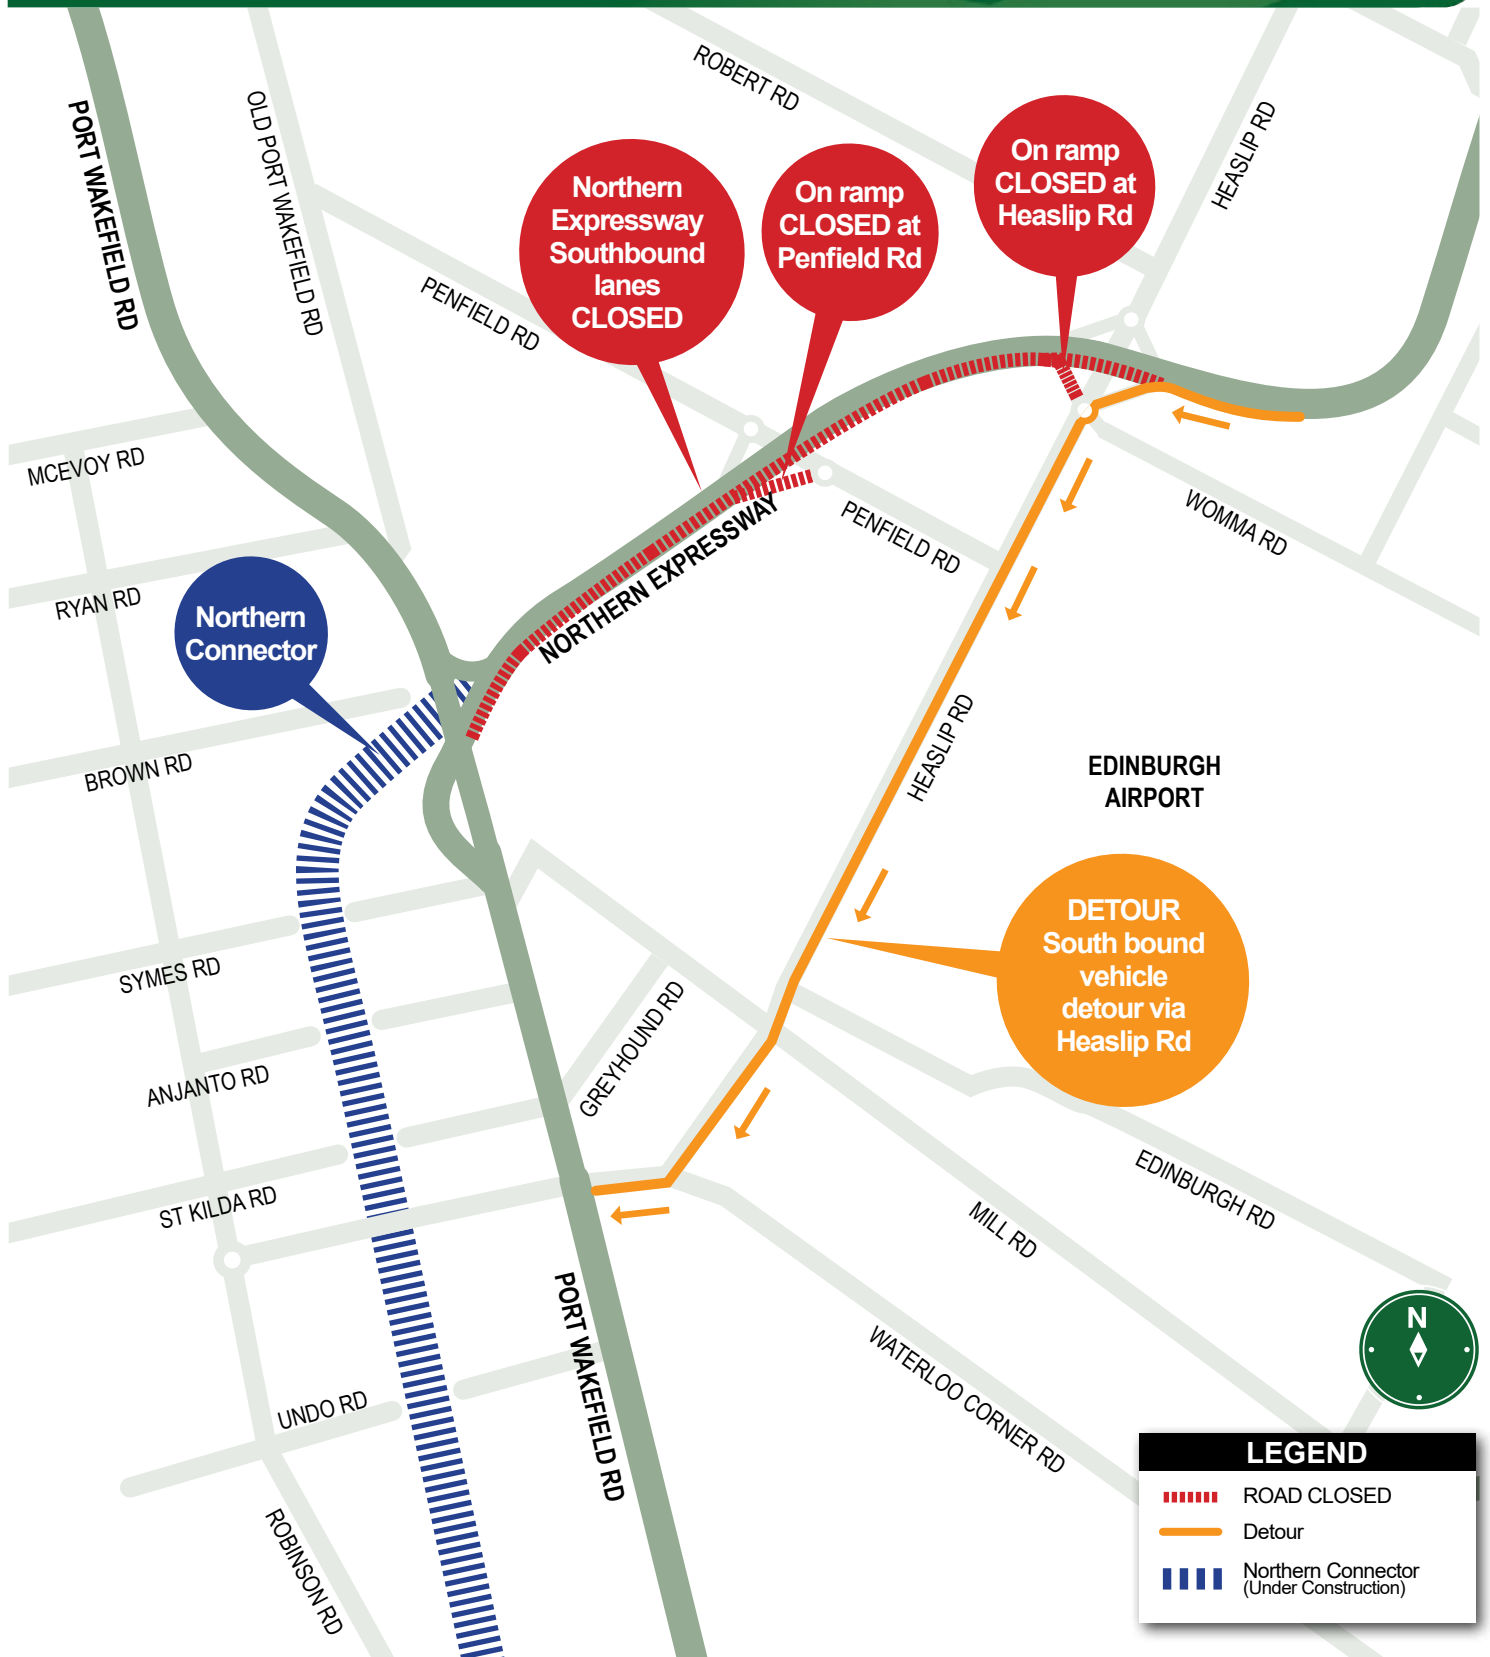 ROBERT RD
HEASLIP RD
PORT WAKEFIELD RD
OLD PORT WAKEFIELD RD
On ramp
CLOSED at
Heaslip Rd
Northern
Expressway
Southbound
lanes
CLOSED
On ramp
CLOSED at
Penfield Rd
PENFIELD RD
MCEVOY RD
NORTHERN EXPRESSWAY
PENFIELD RD
WOMMA RD
RYAN RD
Northern
Connector
BROWN RD
HEASLIP RD
EDINBURGH
AIRPORT
DETOUR
South bound
vehicle
detour via
Heaslip Rd
SYMES RD
GREYHOUND RD
ANJANTO RD
ST KILDA RD
EDINBURGH RD
MILL RD
PORT WAKEFIELD RD
WATERLOO CORNER RD
UNDO RD
ROBINSON RD
N
LEGEND
ROAD CLOSED
Detour
Northern Connector
(Under Construction)